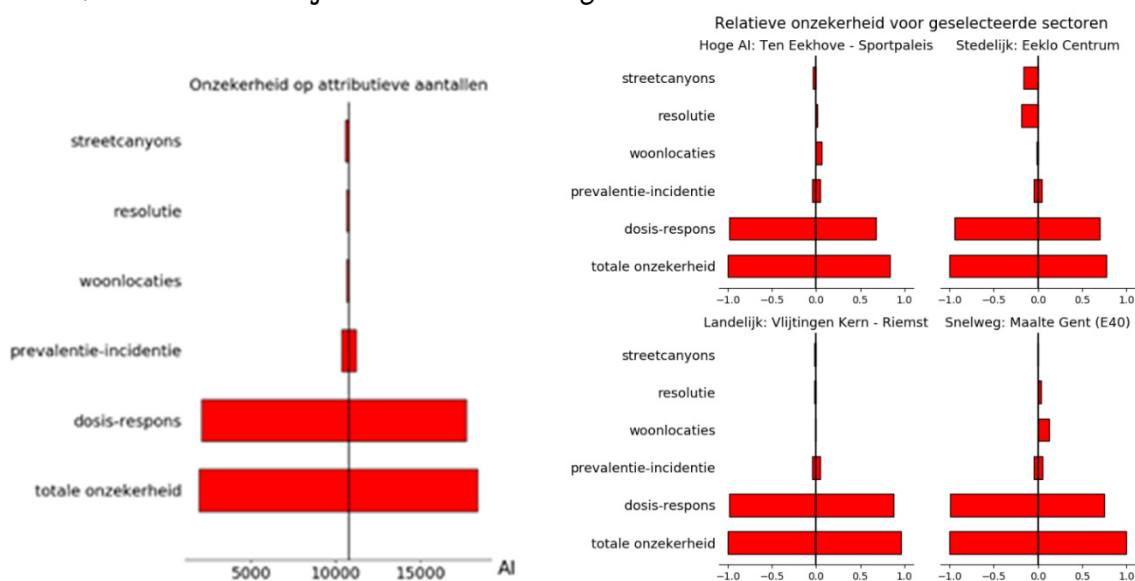 Onzekerheid op attributieve aantallen
streetcanyons
resolutie
woonlocaties
prevalentie-incidentie
dosis-respons
totale onzekerheid
5000 10000 15000 AI
Relatieve onzekerheid voor geselecteerde sectoren
Hoge AI: Ten Eekhove - Sportpaleis Stedelijk: Eeklo Centrum
streetcanyons
resolutie
woonlocaties
prevalentie-incidentie
dosis-respons
totale onzekerheid
−1.0 −0.5 0.0 0.5 1.0 −1.0 −0.5 0.0 0.5 1.0
Landelijk: Vlijtingen Kern - Riemst Snelweg: Maalte Gent (E40)
streetcanyons
resolutie
woonlocaties
prevalentie-incidentie
dosis-respons
totale onzekerheid
−1.0 −0.5 0.0 0.5 1.0 −1.0 −0.5 0.0 0.5 1.0